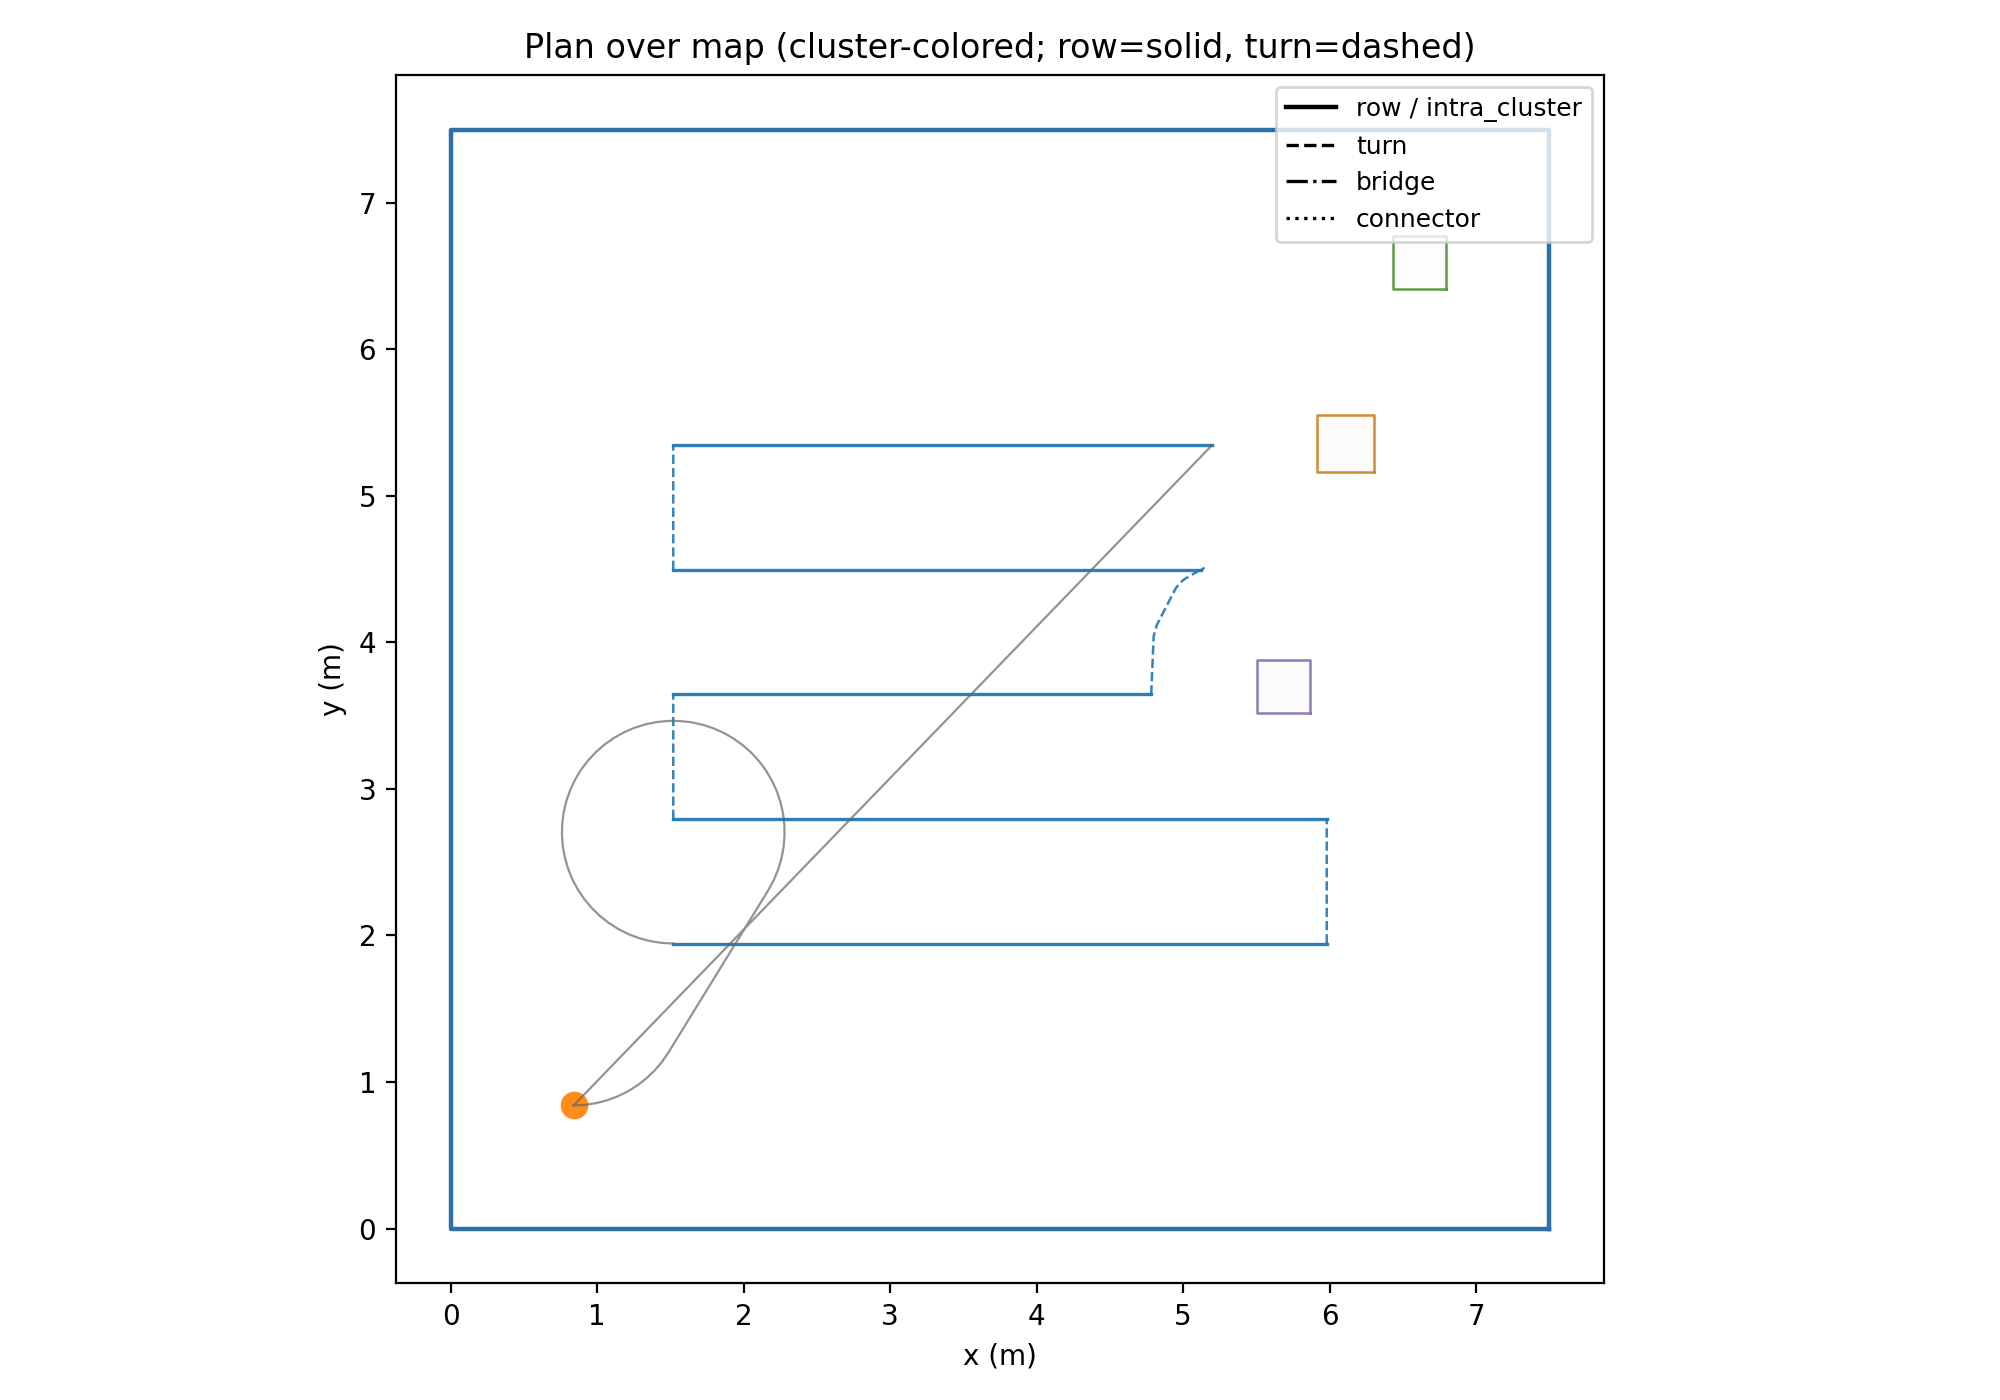 Plan over map (cluster-colored; row=solid, turn=dashed)
row / intra_cluster
turn
bridge
connector
7
6
5
4
3
2
1
0
y (m)
0 1 2 3 4 5 6 7
x (m)